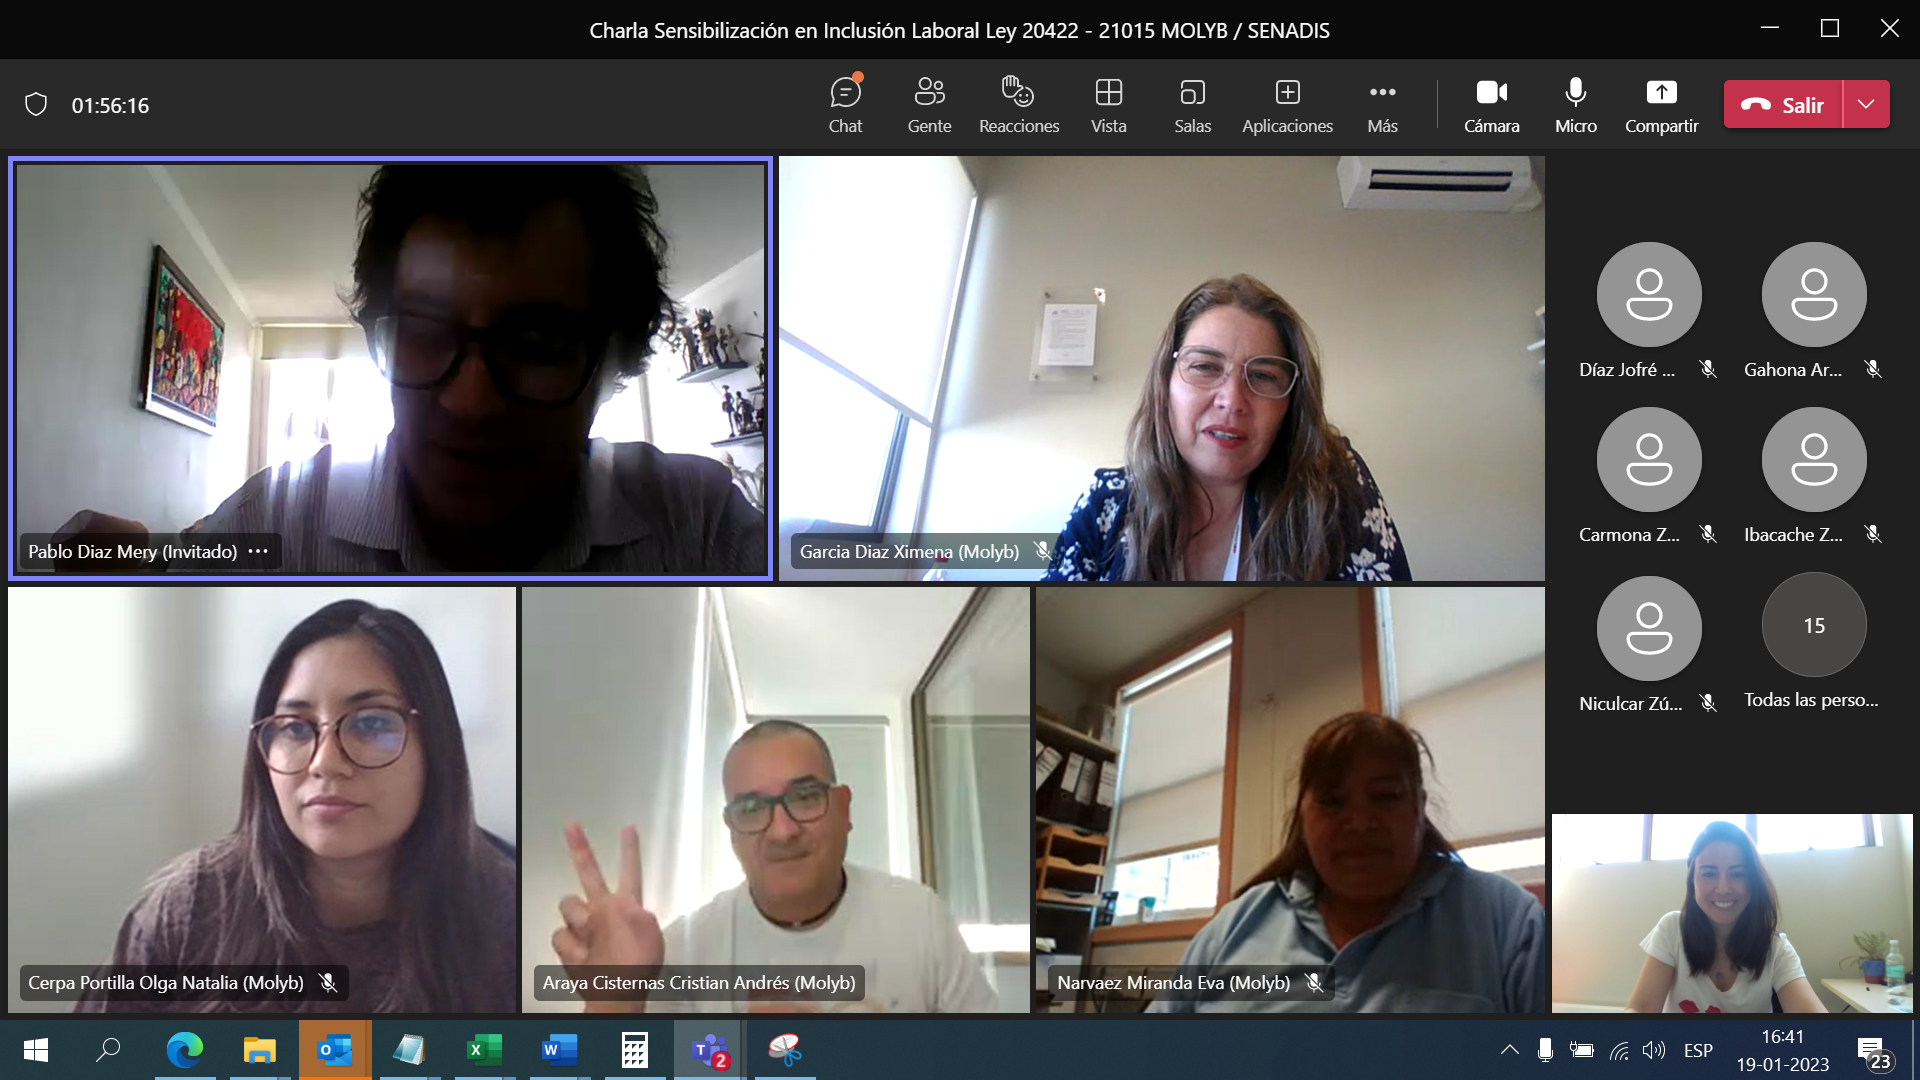 Charla Sensibilización en Inclusión Laboral Ley 20422 - 21015 MOLYB / SENADIS
01:56:16
Chat
Gente
Reacciones
Vista
Salas
Aplicaciones
Más
Cámara
Micro
Compartir
Salir
Pablo Diaz Mery (Invitado)
Garcia Diaz Ximena (Molyb)
Díaz Jofré ...
Gahona Ar...
Carmona Z...
Ibacache Z...
Niculcar Zú...
15
Todas las perso...
Cerpa Portilla Olga Natalia (Molyb)
Araya Cisternas Cristian Andrés (Molyb)
Narvaez Miranda Eva (Molyb)
O
X
W
T
2
ESP
16:41
19-01-2023
23